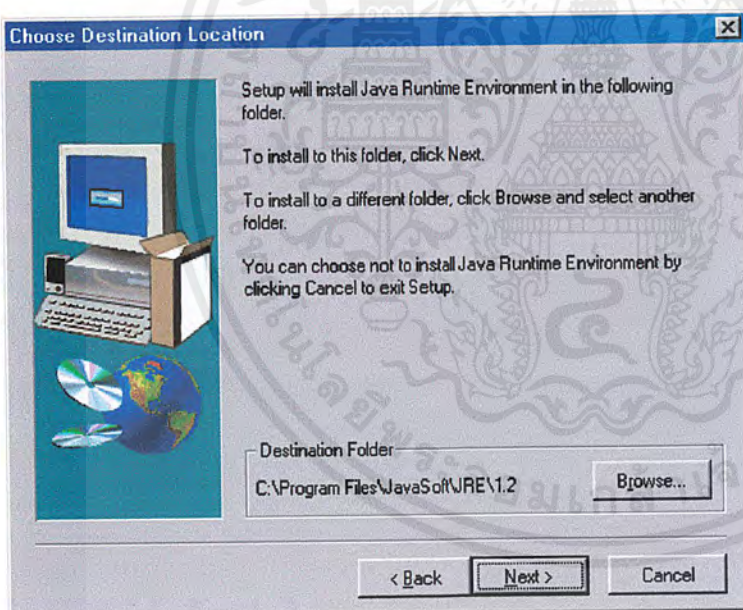 Choose Destination Location
Setup will install Java Runtime Environment in the following
folder.
To install to this folder, click Next.
To install to a different folder, click Browse and select another
folder.
You can choose not to install Java Runtime Environment by
clicking Cancel to exit Setup.
Destination Folder
C:\Program Files\JavaSoft\JRE\1.2
Browse...
< Back
Next >
Cancel